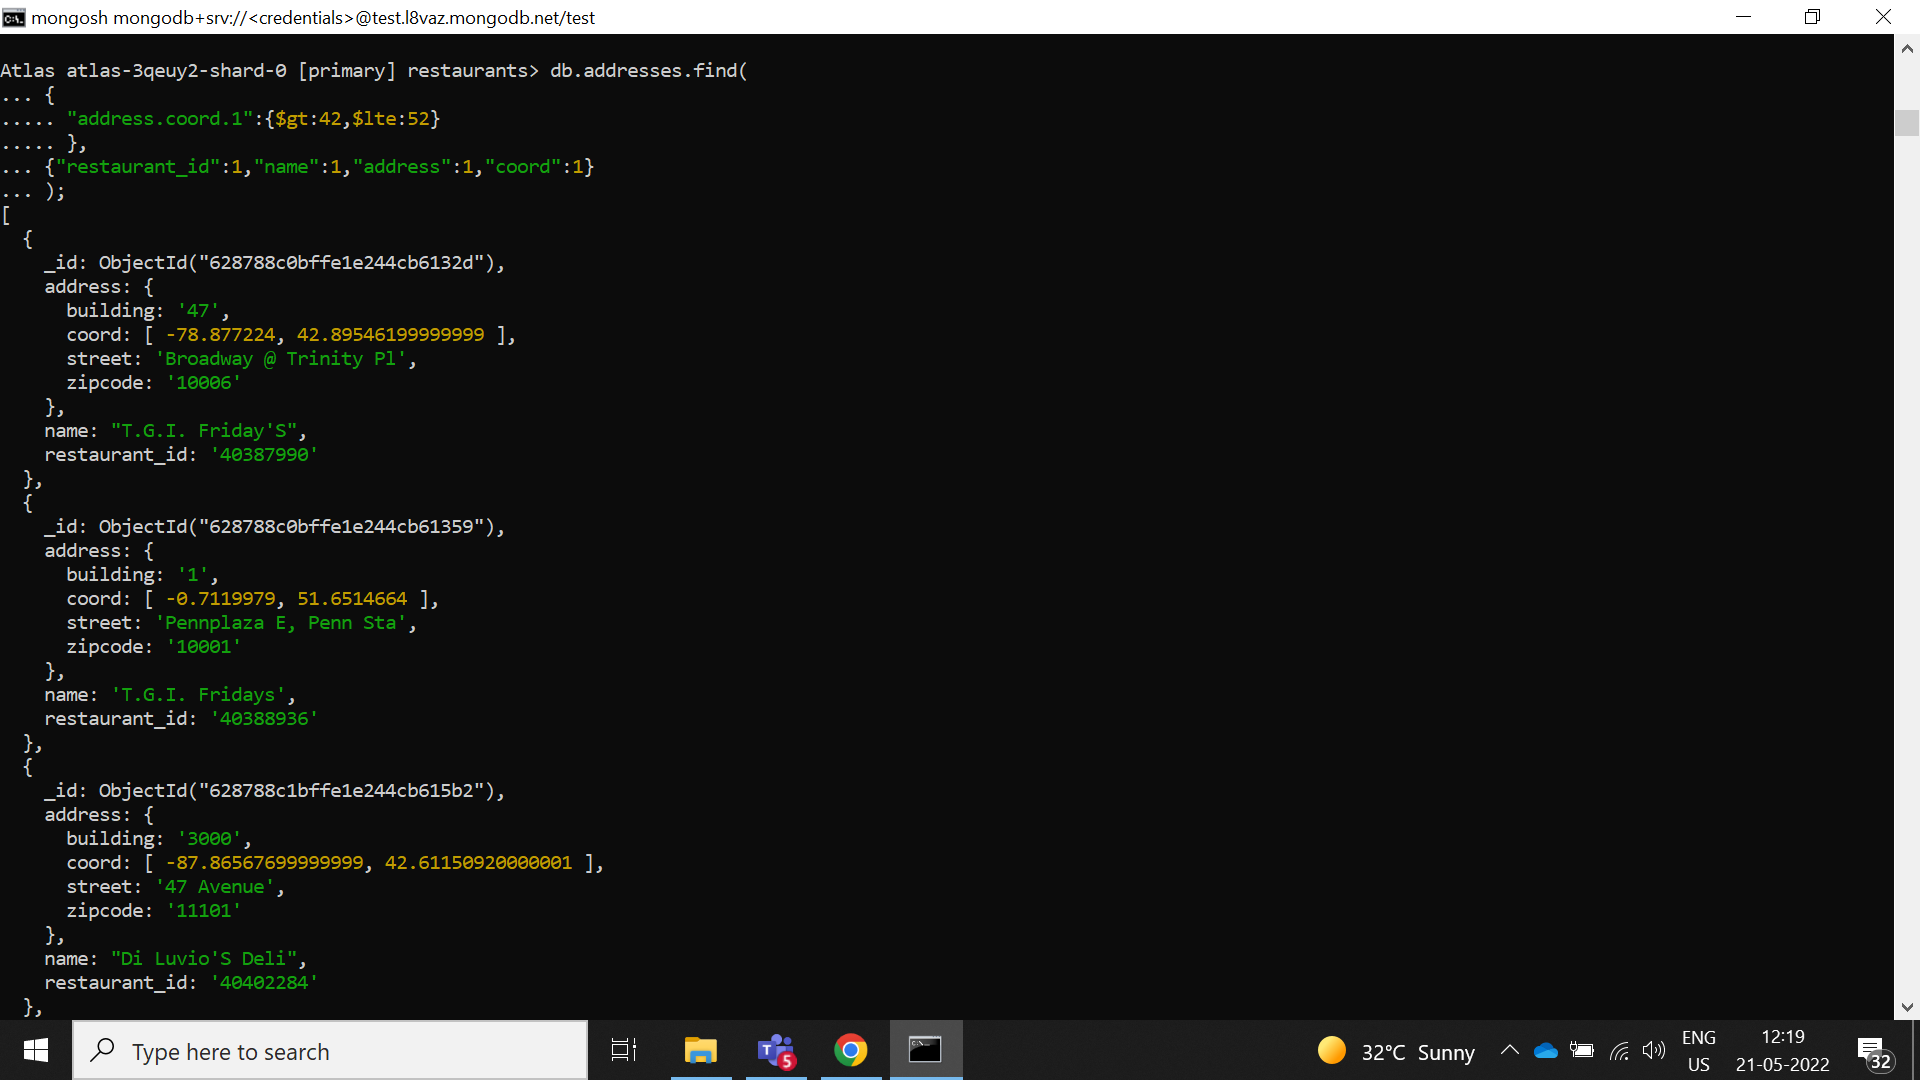 mongosh mongodb+srv://<credentials>@test.l8vaz.mongodb.net/test
Atlas atlas-3qeuy2-shard-0 [primary] restaurants> db.addresses.find(
... {
..... "address.coord.1":{$gt:42,$lte:52}
..... },
... {"restaurant_id":1,"name":1,"address":1,"coord":1}
... );
[
  {
    _id: ObjectId("628788c0bffe1e244cb6132d"),
    address: {
      building: '47',
      coord: [ -78.877224, 42.89546199999999 ],
      street: 'Broadway @ Trinity Pl',
      zipcode: '10006'
    },
    name: "T.G.I. Friday'S",
    restaurant_id: '40387990'
  },
  {
    _id: ObjectId("628788c0bffe1e244cb61359"),
    address: {
      building: '1',
      coord: [ -0.7119979, 51.6514664 ],
      street: 'Pennplaza E, Penn Sta',
      zipcode: '10001'
    },
    name: 'T.G.I. Fridays',
    restaurant_id: '40388936'
  },
  {
    _id: ObjectId("628788c1bffe1e244cb615b2"),
    address: {
      building: '3000',
      coord: [ -87.86567699999999, 42.61150920000001 ],
      street: '47 Avenue',
      zipcode: '11101'
    },
    name: "Di Luvio'S Deli",
    restaurant_id: '40402284'
  },
Type here to search
5
32°C Sunny
ENG
US
12:19
21-05-2022
32